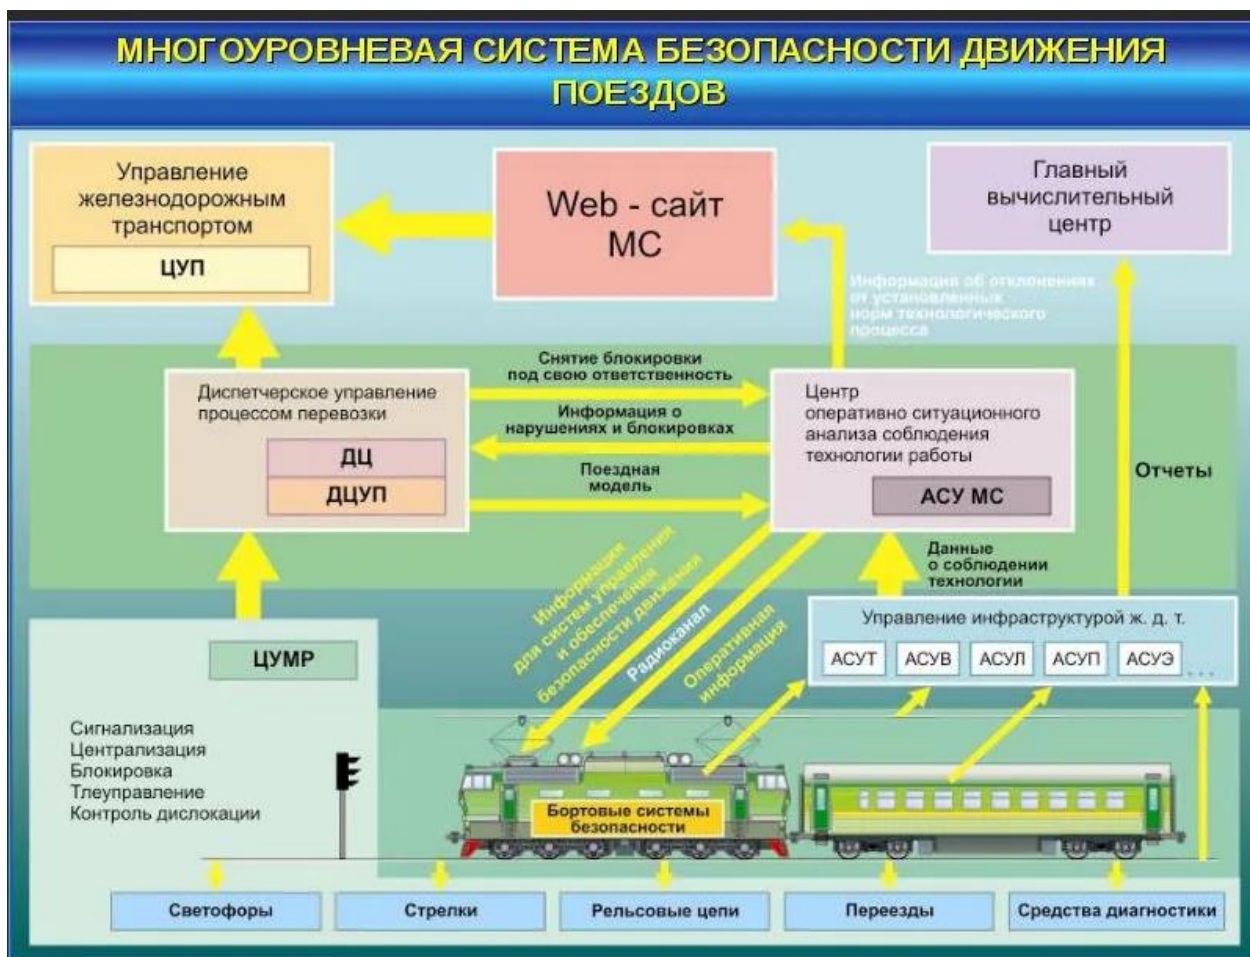 МНОГОУРОВНЕВАЯ СИСТЕМА БЕЗОПАСНОСТИ ДВИЖЕНИЯ
ПОЕЗДОВ
Управление
железнодорожным
транспортом
ЦУП
Web - сайт
МС
Главный
вычислительный
центр
Информация об отклонениях
от установленных
норм технологического
процесса
Диспетчерское управление
процессом перевозки
ДЦ
ДЦУП
Снятие блокировки
под свою ответственность
Информация о
нарушениях и блокировках
Поездная
модель
Центр
оперативно ситуационного
анализа соблюдения
технологии работы
АСУ МС
Отчеты
Информация
для систем управления
и обеспечения
безопасности движения
Радиоканал
Оперативная
информация
Данные
о соблюдении
технологии
Управление инфраструктурой ж. д. т.
АСУТ
АСУВ
АСУЛ
АСУП
АСУЭ
...
ЦУМР
Сигнализация
Централизация
Блокировка
Тлеуправление
Контроль дислокации
Бортовые системы
безопасности
Светофоры
Стрелки
Рельсовые цепи
Переезды
Средства диагностики